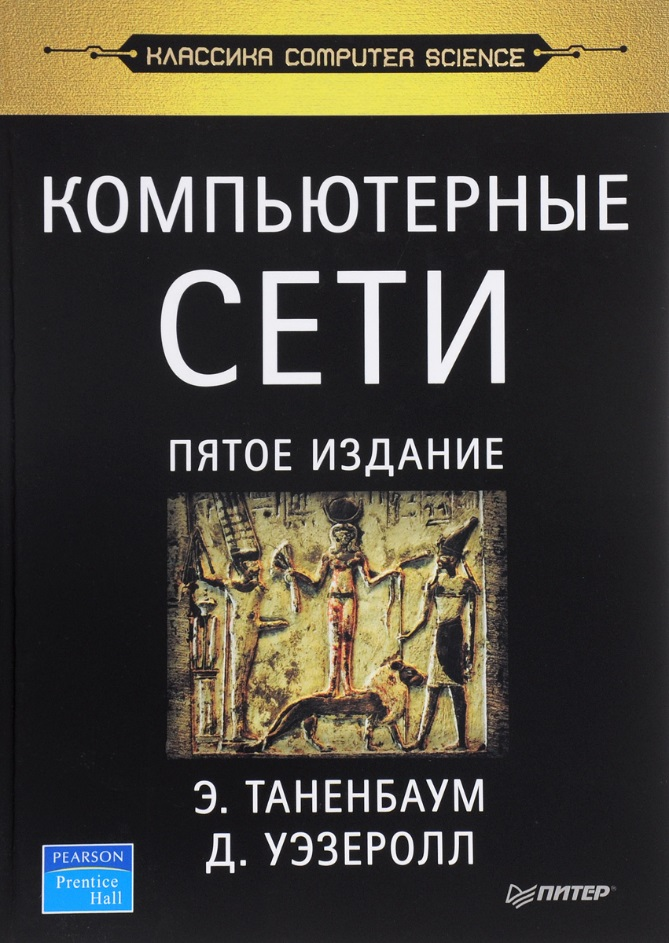 КЛАССИКА COMPUTER SCIENCE
КОМПЬЮТЕРНЫЕ
СЕТИ
ПЯТОЕ ИЗДАНИЕ
Э. ТАНЕНБАУМ
Д. УЭЗЕРОЛЛ
PEARSON
Prentice
Hall
ПИТЕР®